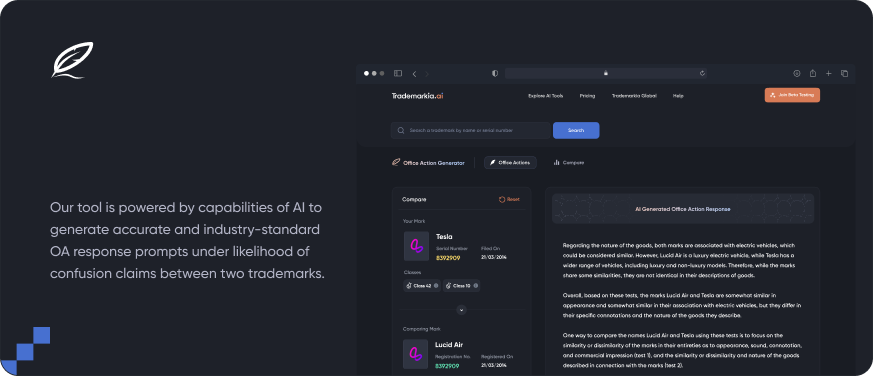 Our tool is powered by capabilities of AI to
generate accurate and industry-standard
OA response prompts under likelihood of
confusion claims between two trademarks.
Trademarkia.ai
Explore AI Tools
Pricing
Trademarkia Global
Help
Join Beta Testing
Search a trademark by name or serial number
Search
Office Action Generator
Office Actions
Compare
Compare
Reset
Your Mark
Tesla
Serial Number
Filed On
8392909
21/03/2014
Classes
Class 42
Class 10
Comparing Mark
Lucid Air
Registration No.
Registered On
8392909
21/03/2014
AI Generated Office Action Response
Regarding the nature of the goods, both marks are associated with electric vehicles, which
could be considered similar. However, Lucid Air is a luxury electric vehicle, while Tesla has a
wider range of vehicles, including luxury and non-luxury models. Therefore, while the marks
share some similarities, they are not identical in their descriptions of goods.
Overall, based on these tests, the marks Lucid Air and Tesla are somewhat similar in
appearance and somewhat similar in their association with electric vehicles, but they differ in
their specific connotations and the nature of the goods they describe.
One way to compare the names Lucid Air and Tesla using these tests is to focus on the
similarity or dissimilarity of the marks in their entireties as to appearance, sound, connotation,
and commercial impression (test 1), and the similarity or dissimilarity and nature of the goods
described in connection with the marks (test 2).